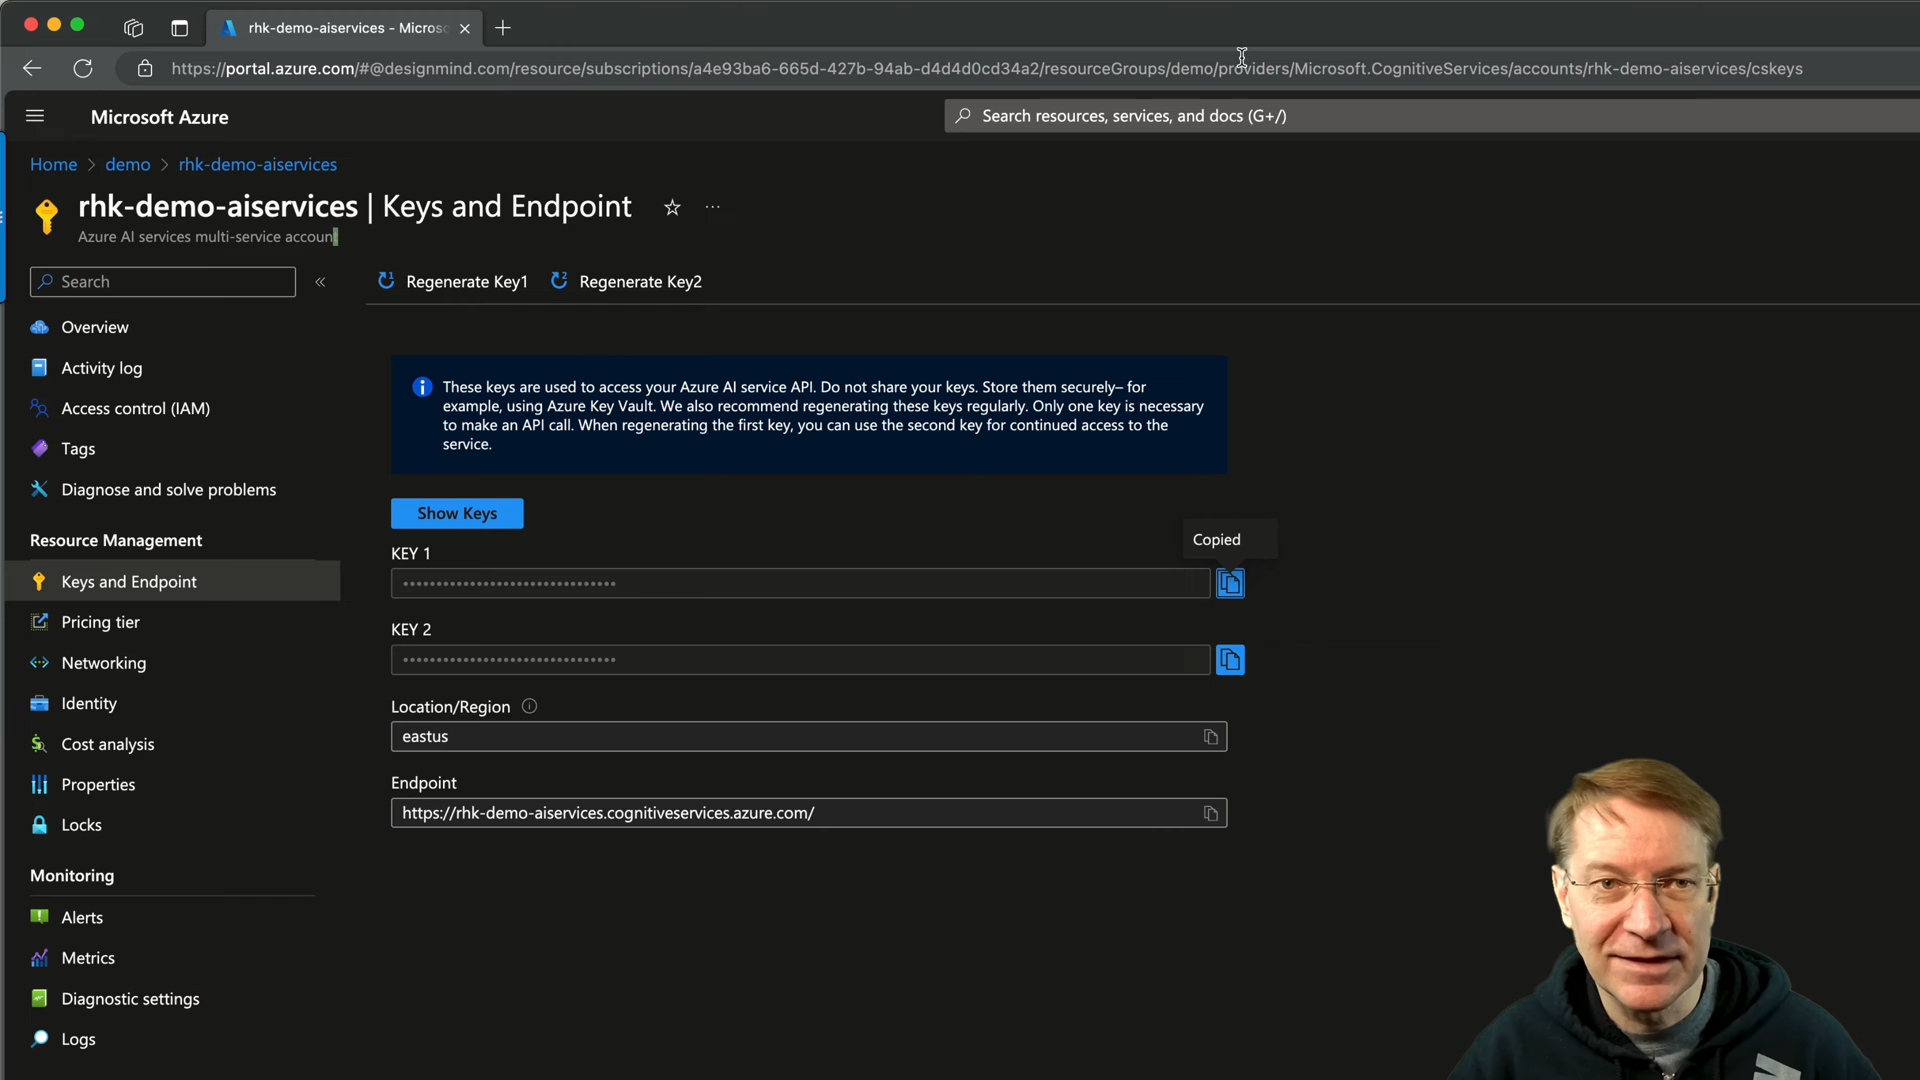 rhk-demo-aiservices - Micros
https://portal.azure.com/#@designmind.com/resource/subscriptions/a4e93ba6-665d-427b-94ab-d4d4d0cd34a2/resourceGroups/demo/providers/Microsoft.CognitiveServices/accounts/rhk-demo-aiservices/cskeys
Microsoft Azure
Search resources, services, and docs (G+/)
Home > demo > rhk-demo-aiservices
rhk-demo-aiservices | Keys and Endpoint
Azure AI services multi-service accoun
Search
Regenerate Key1
Regenerate Key2
Overview
Activity log
Access control (IAM)
Tags
Diagnose and solve problems
Resource Management
Keys and Endpoint
Pricing tier
Networking
Identity
Cost analysis
Properties
Locks
Monitoring
Alerts
Metrics
Diagnostic settings
Logs
These keys are used to access your Azure AI service API. Do not share your keys. Store them securely– for
example, using Azure Key Vault. We also recommend regenerating these keys regularly. Only one key is necessary
to make an API call. When regenerating the first key, you can use the second key for continued access to the
service.
Show Keys
Copied
KEY 1
KEY 2
Location/Region
eastus
Endpoint
https://rhk-demo-aiservices.cognitiveservices.azure.com/